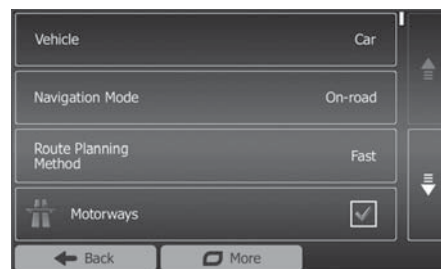 Vehicle Car
Navigation Mode On-road
Route Planning
Method Fast
Motorways
Back More